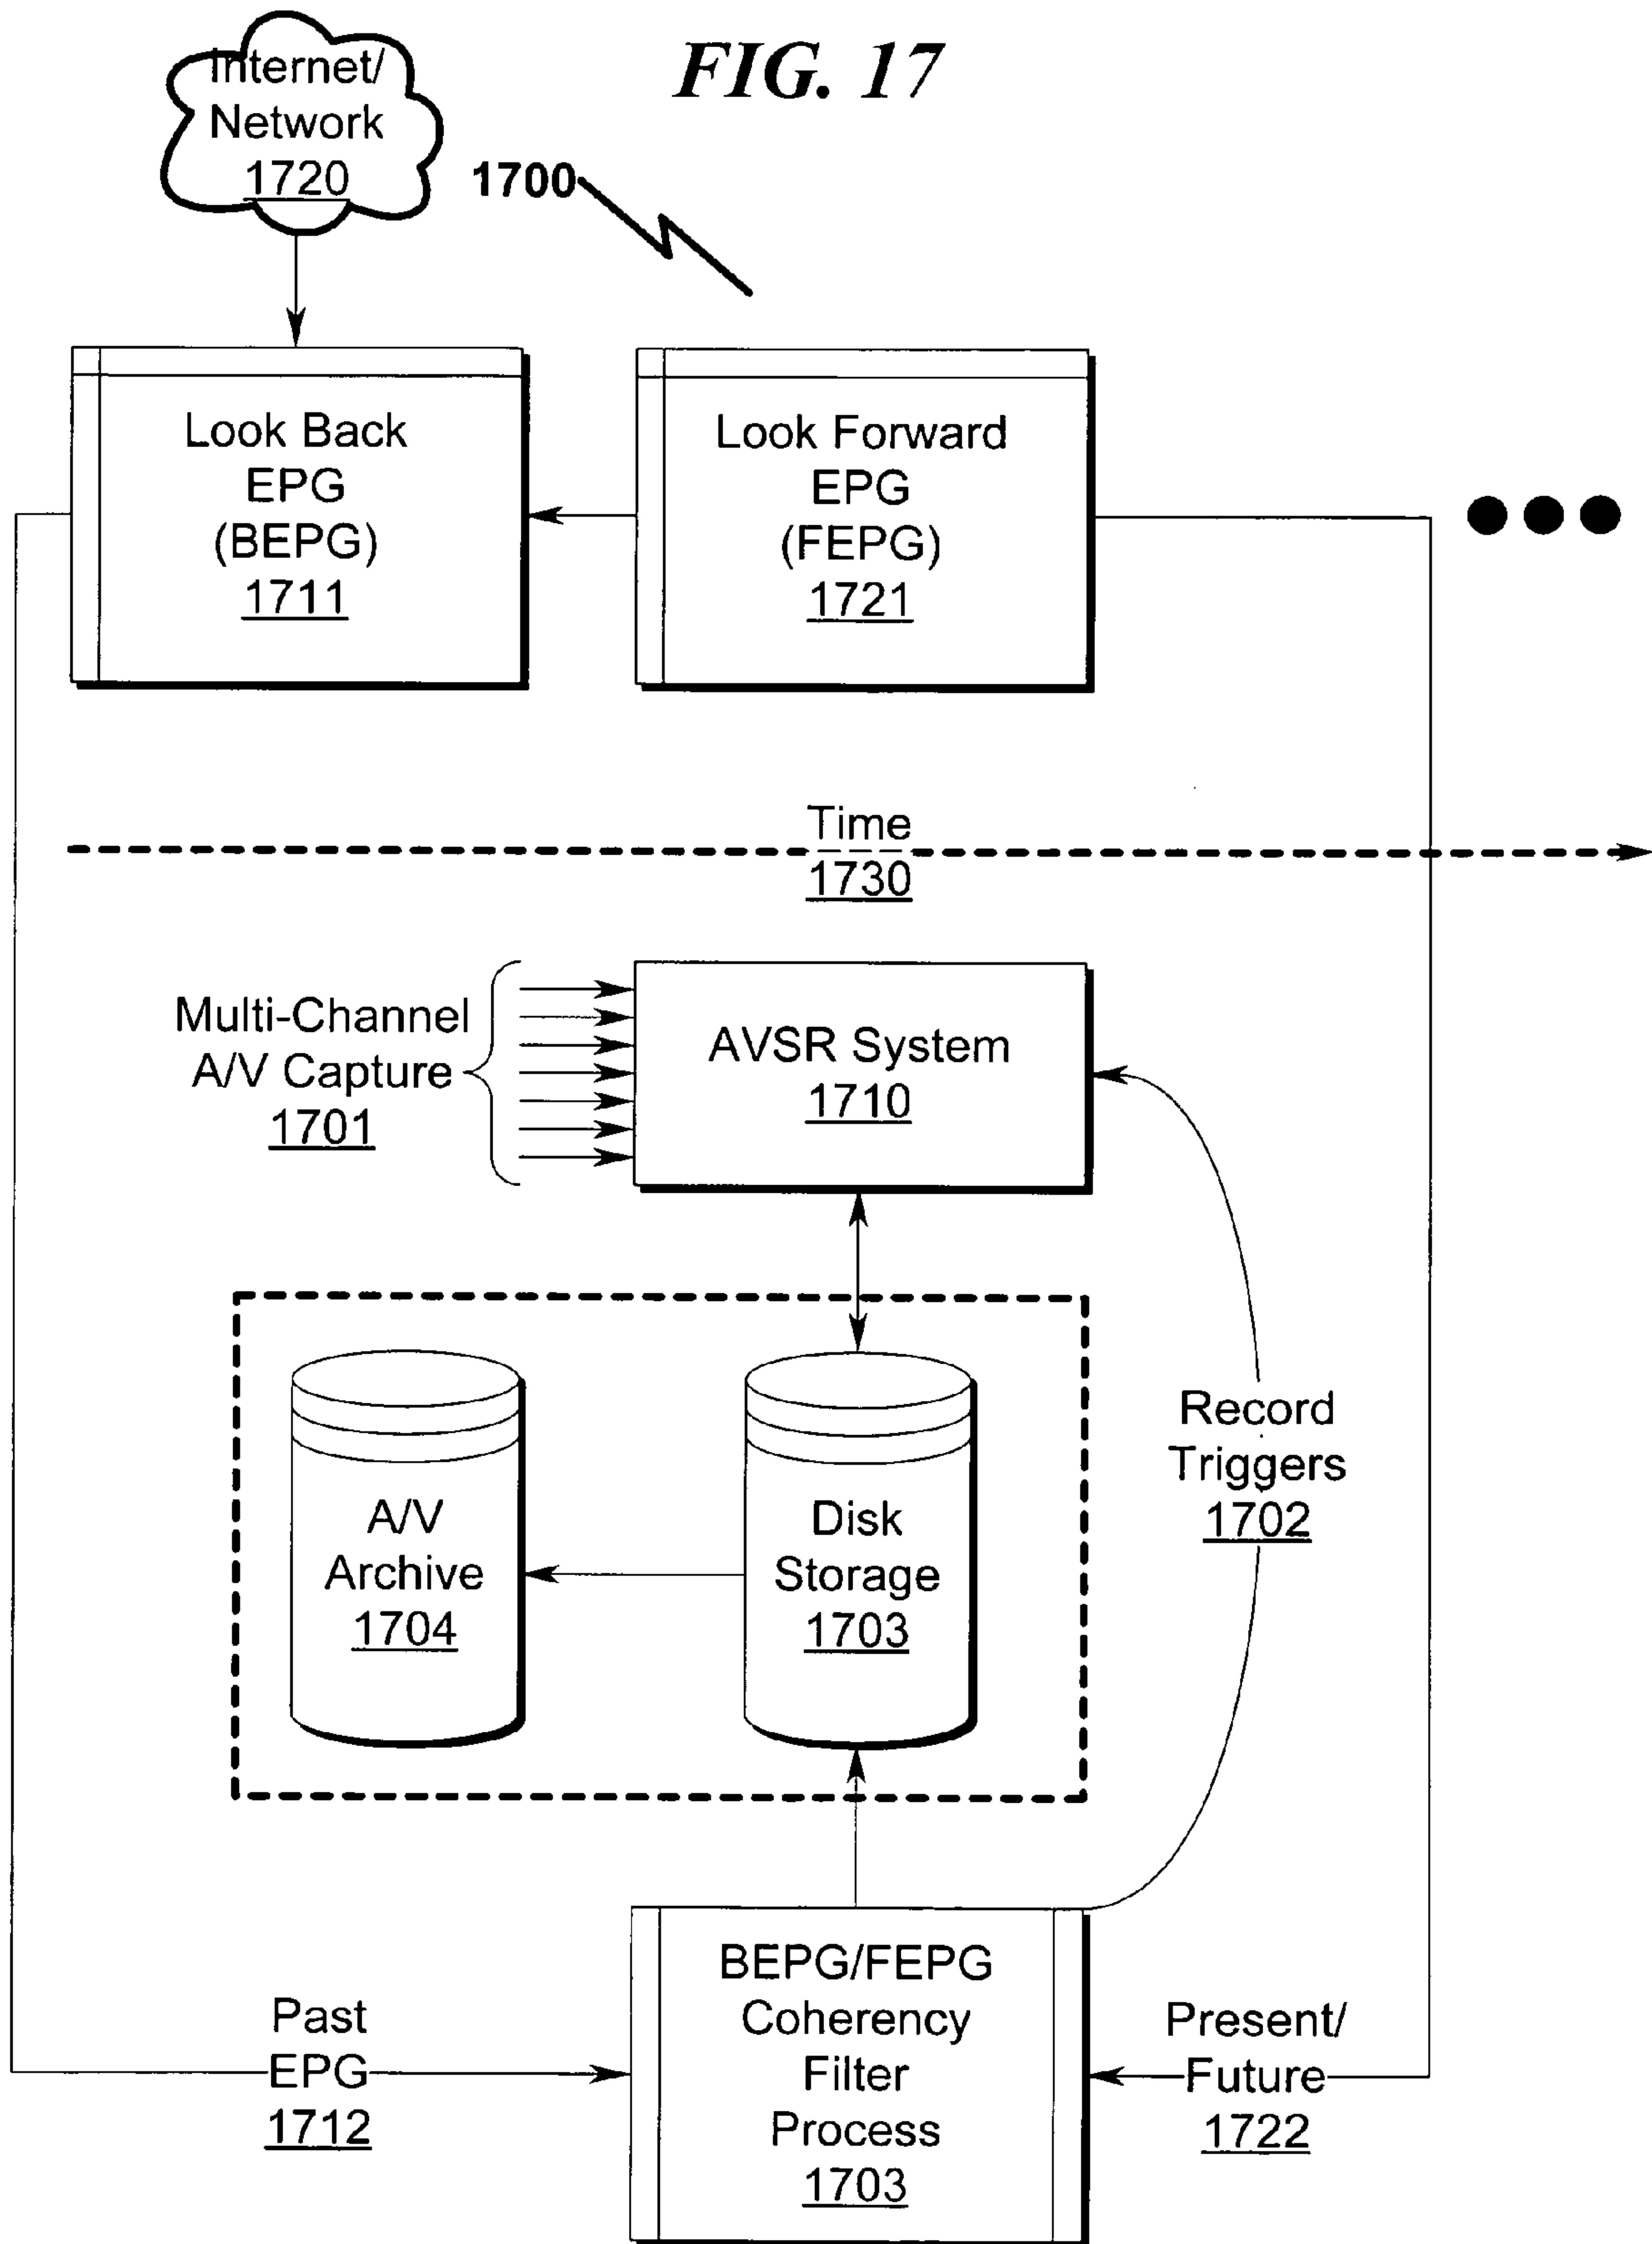 FIG. 17
Internet/
Network
1720
1700
Look Back
EPG
(BEPG)
1711
Look Forward
EPG
(FEPG)
1721
Time
1730
Multi-Channel
A/V Capture
1701
AVSR System
1710
A/V
Archive
1704
Disk
Storage
1703
Record
Triggers
1702
Past
EPG
1712
BEPG/FEPG
Coherency
Filter
Process
1703
Present/
Future
1722